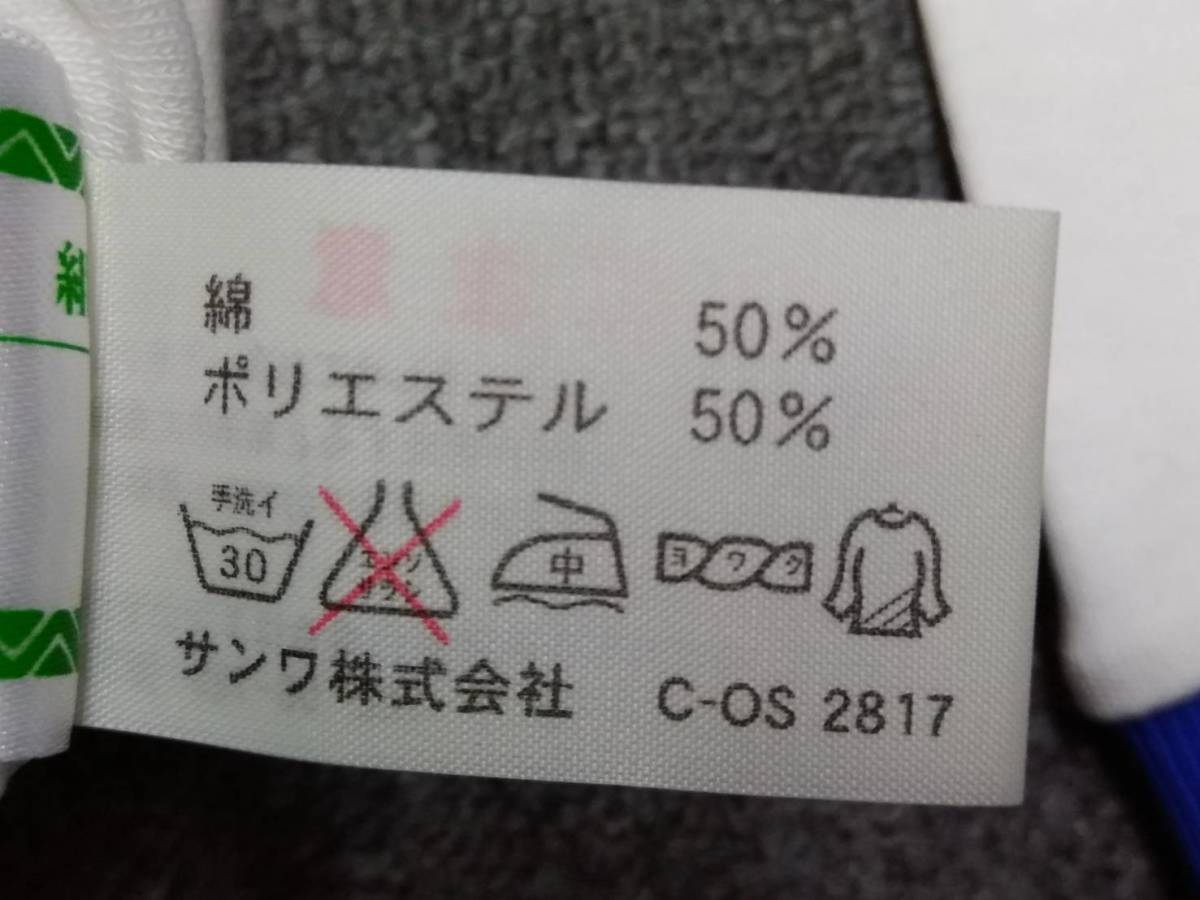 綿 50%
ポリエステル 50%
手洗イ
30
中
ヨワク
サンワ株式会社 C-OS 2817